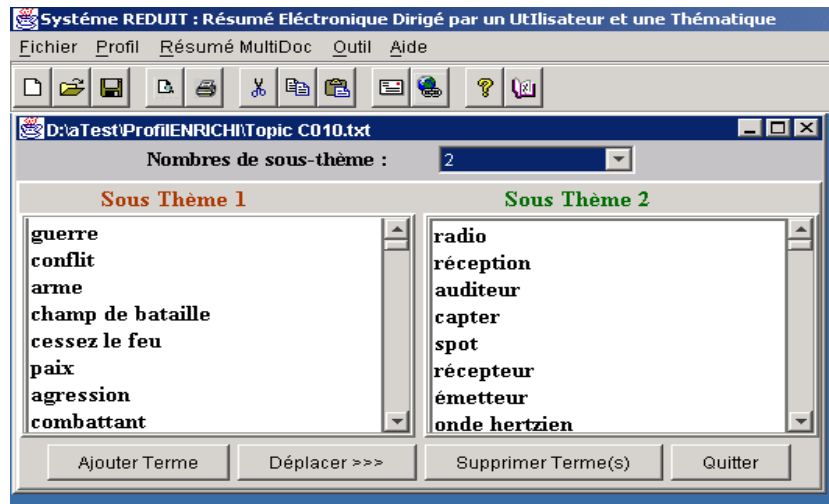 Systéme REDUIT : Résumé Eléctronique Dirigé par un UtIlisateur et une Thématique
Fichier Profil Résumé MultiDoc Outil Aide
D:\aTest\ProfilENRICHI\Topic C010.txt
Nombres de sous-thème : 2
Sous Thème 1
guerre
conflit
arme
champ de bataille
cessez le feu
paix
agression
combattant
Sous Thème 2
radio
réception
auditeur
capter
spot
récepteur
émetteur
onde hertzien
Ajouter Terme Déplacer >>> Supprimer Terme(s) Quitter